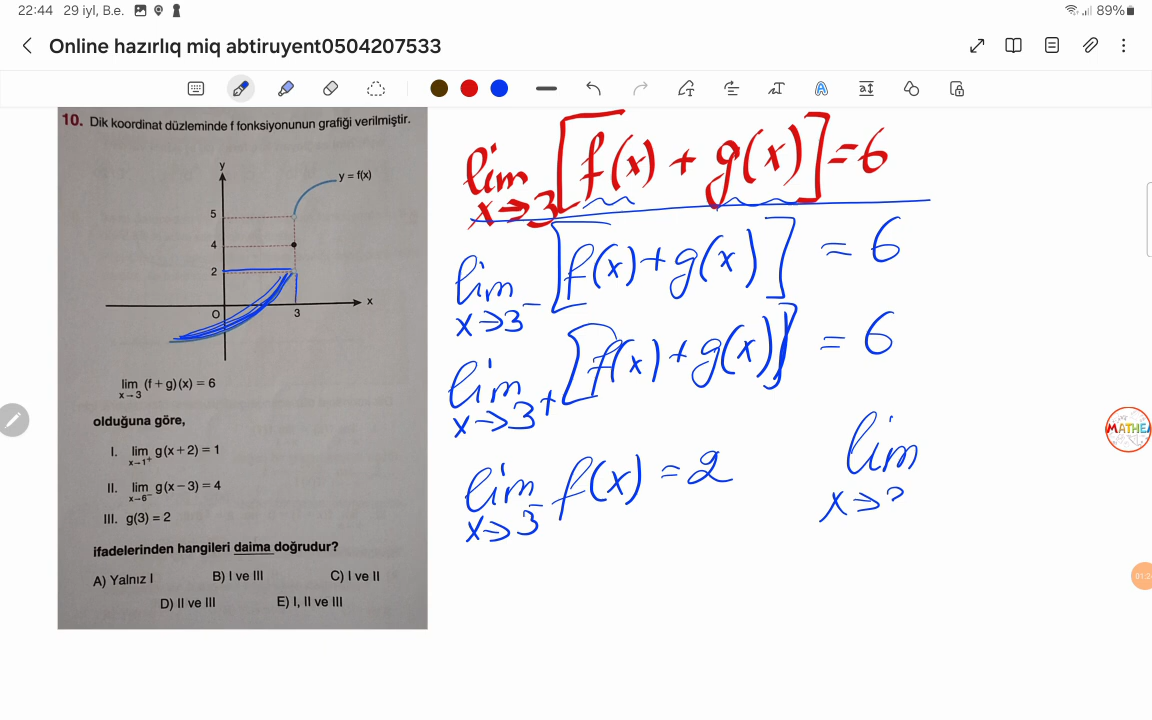 22:44 29 iyl, B.e. 89%
Online hazırlıq miq abtiruyent0504207533
10. Dik koordinat düzleminde f fonksiyonunun grafiği verilmiştir.
y
y = f(x)
5
4
2
O 3 x
lim (f + g)(x) = 6
x→3
olduğuna göre,
I. lim g(x + 2) = 1
x→1⁺
II. lim g(x − 3) = 4
x→6⁻
III. g(3) = 2
ifadelerinden hangileri daima doğrudur?
A) Yalnız I B) I ve III C) I ve II
D) II ve III E) I, II ve III
lim [f(x) + g(x)] = 6
x→3
lim [f(x) + g(x)] = 6
x→3⁻
lim [f(x) + g(x)] = 6
x→3⁺
lim f(x) = 2 lim
x→3⁻ x→
MATHE
01:2